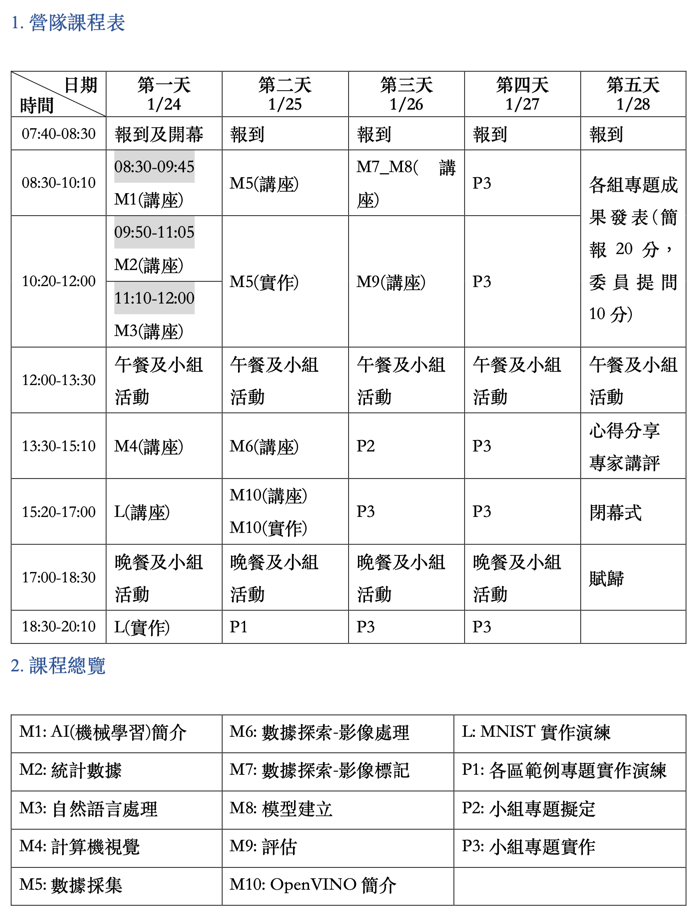 1. 營隊課程表
日期
時間
第一天
1/24
第二天
1/25
第三天
1/26
第四天
1/27
第五天
1/28
07:40-08:30
報到及開幕
報到
報到
報到
報到
08:30-10:10
08:30-09:45
M1(講座)
M5(講座)
M7_M8( 講
座)
P3
各組專題成
果發表(簡
報 20 分，
委員提問
10 分)
10:20-12:00
09:50-11:05
M2(講座)
11:10-12:00
M3(講座)
M5(實作)
M9(講座)
P3
12:00-13:30
午餐及小組
活動
午餐及小組
活動
午餐及小組
活動
午餐及小組
活動
午餐及小組
活動
13:30-15:10
M4(講座)
M6(講座)
P2
P3
心得分享
專家講評
15:20-17:00
L(講座)
M10(講座)
M10(實作)
P3
P3
閉幕式
17:00-18:30
晚餐及小組
活動
晚餐及小組
活動
晚餐及小組
活動
晚餐及小組
活動
賦歸
18:30-20:10
L(實作)
P1
P3
P3
2. 課程總覽
M1: AI(機械學習)簡介
M6: 數據探索-影像處理
L: MNIST 實作演練
M2: 統計數據
M7: 數據探索-影像標記
P1: 各區範例專題實作演練
M3: 自然語言處理
M8: 模型建立
P2: 小組專題擬定
M4: 計算機視覺
M9: 評估
P3: 小組專題實作
M5: 數據採集
M10: OpenVINO 簡介